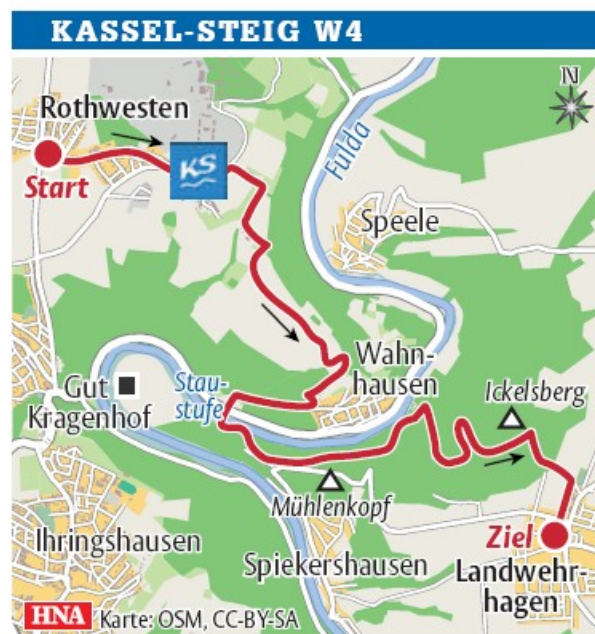 KASSEL-STEIG W4
N
Rothwesten
KS
Start
Fulda
Speele
Wahn-
hausen
Gut
Kragenhof
Stau-
stufe
Ickelsberg
Mühlenkopf
Ihringshausen
Spiekershausen
Ziel
Landwehr-
hagen
HNA Karte: OSM, CC-BY-SA